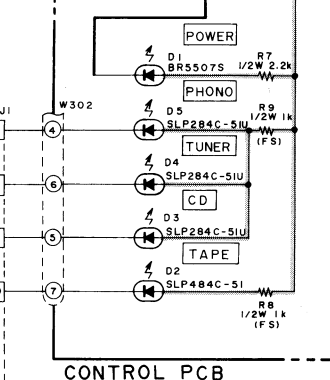 POWER
D1
BR5507S
R7
1/2W 2.2k
PHONO
J1
W302
D5
SLP284C-51U
R9
1/2W 1k
(FS)
4
TUNER
D4
SLP284C-51U
6
CD
D3
SLP284C-51U
5
TAPE
D2
SLP484C-51
7
R8
1/2W 1k
(FS)
CONTROL PCB